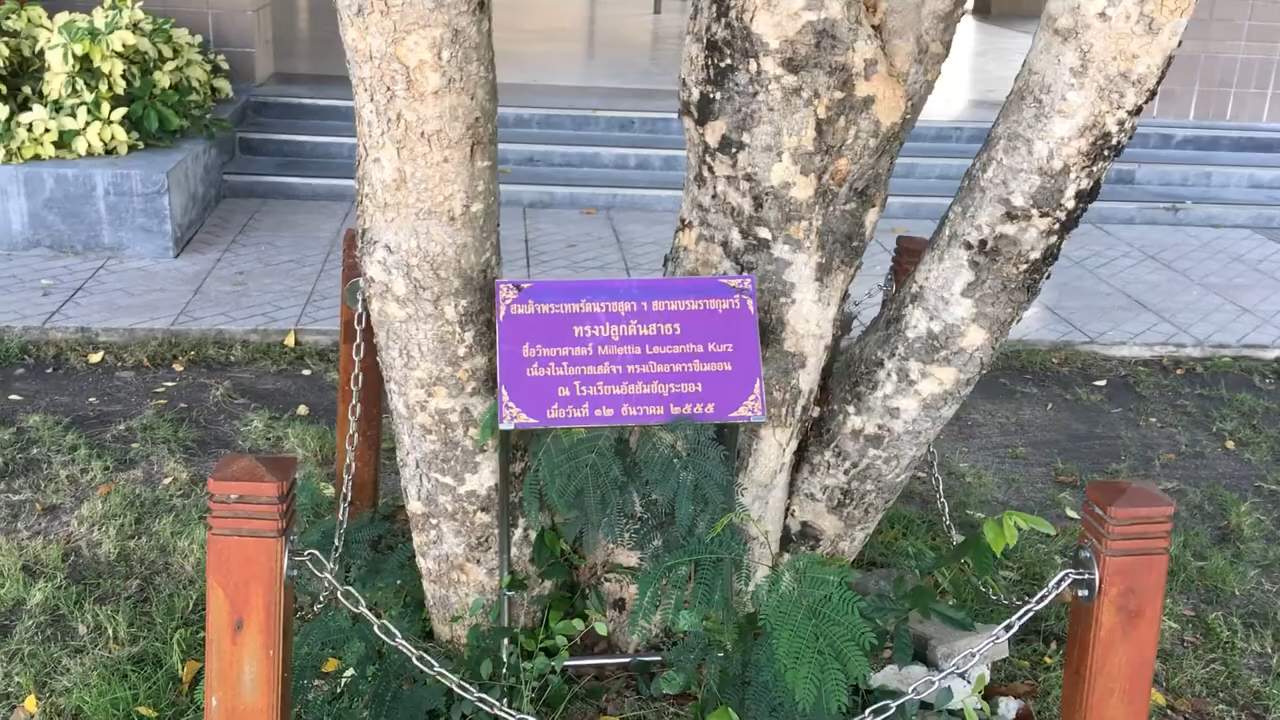 สมเด็จพระเทพรัตนราชสุดา ฯ สยามบรมราชกุมารี
ทรงปลูกต้นสาธร
ชื่อวิทยาศาสตร์ Millettia Leucantha Kurz
เนื่องในโอกาสเสด็จฯ ทรงเปิดอาคารซีเมออน
ณ โรงเรียนอัสสัมชัญระยอง
เมื่อวันที่ ๑๒ ธันวาคม ๒๕๕๕